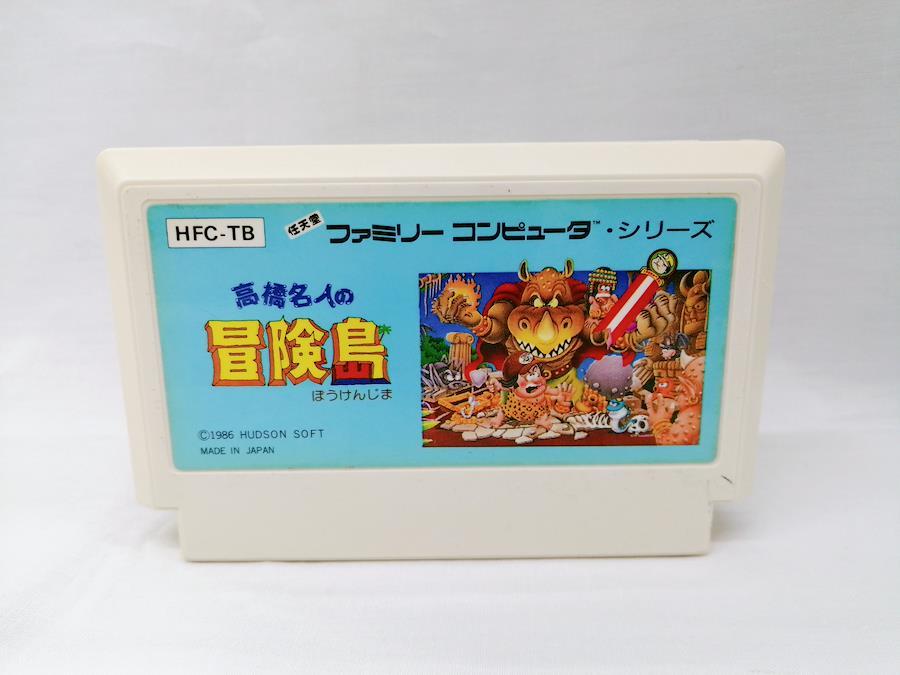 HFC-TB
任天堂 ファミリー コンピュータ™・シリーズ
高橋名人の
冒険島
ぼうけんじま
©1986 HUDSON SOFT
MADE IN JAPAN